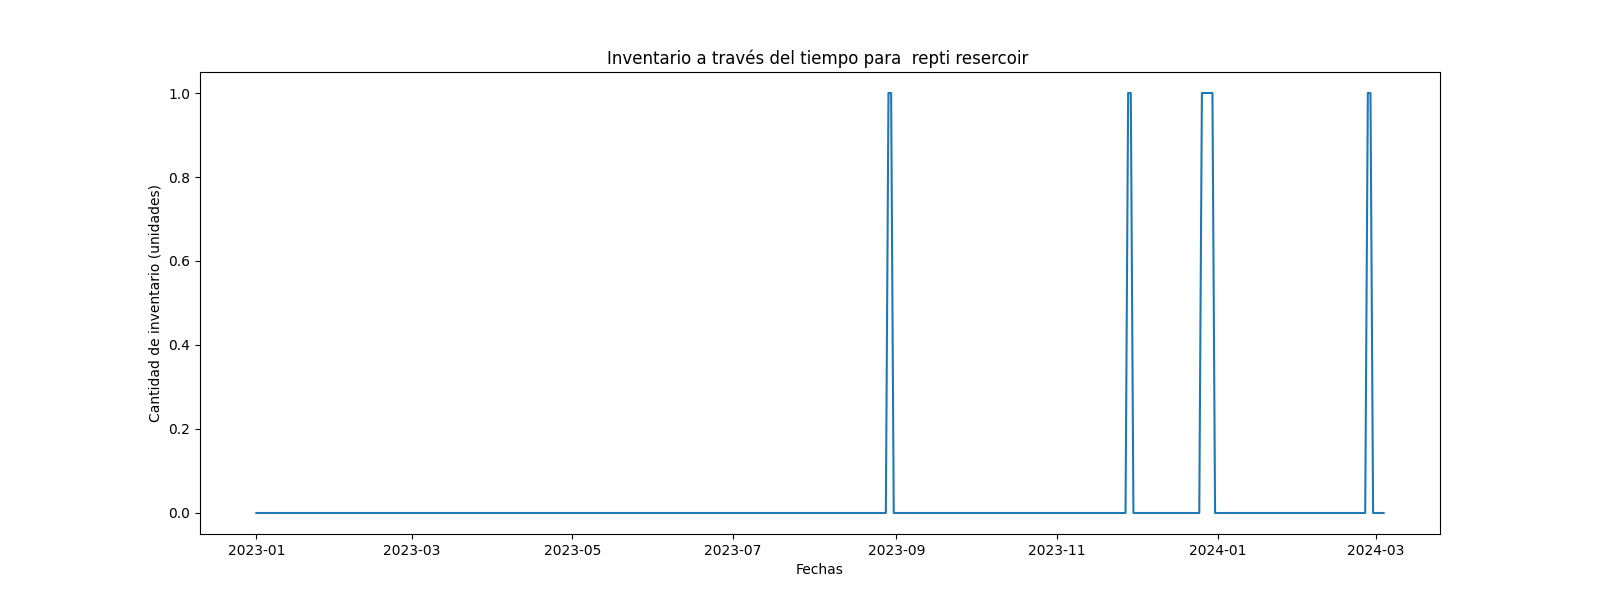 Inventario a través del tiempo para  repti resercoir
Cantidad de inventario (unidades)
1.0
0.8
0.6
0.4
0.2
0.0
2023-01 2023-03 2023-05 2023-07 2023-09 2023-11 2024-01 2024-03
Fechas